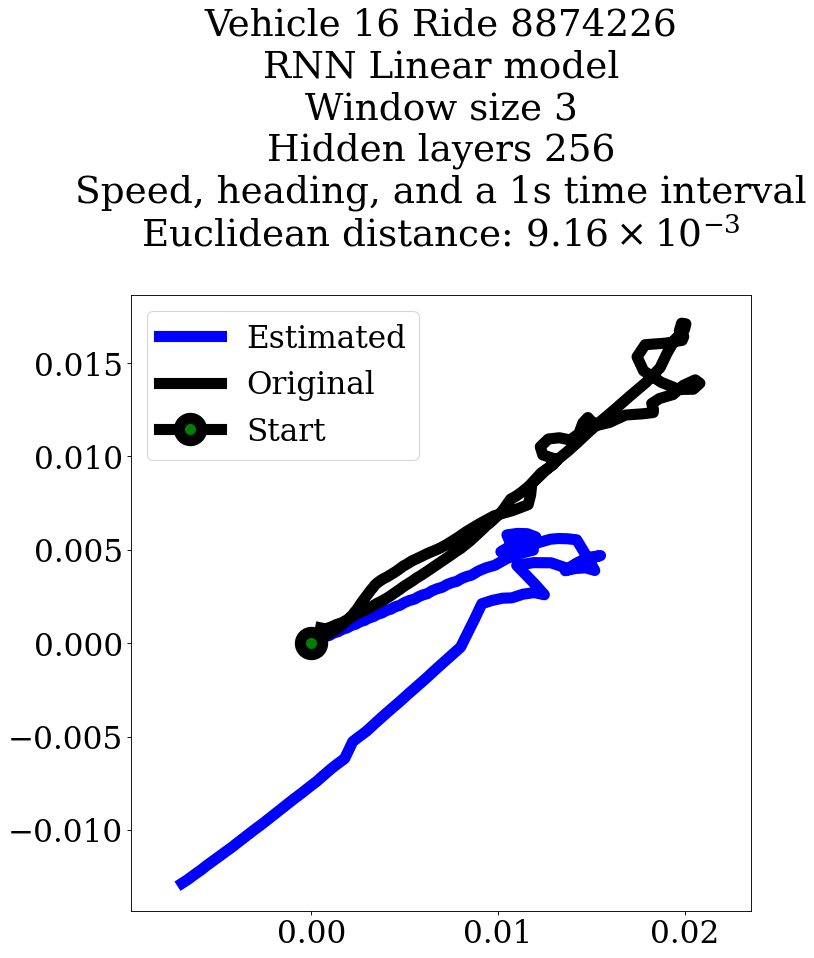 Vehicle 16 Ride 8874226
RNN Linear model
Window size 3
Hidden layers 256
Speed, heading, and a 1s time interval
Euclidean distance: 9.16 × 10⁻³
Estimated
Original
Start
0.015
0.010
0.005
0.000
−0.005
−0.010
0.00 0.01 0.02